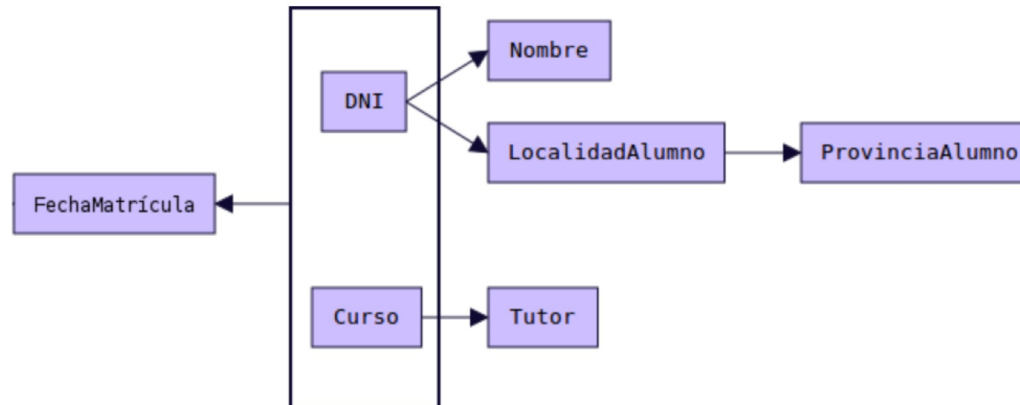 Nombre
DNI
LocalidadAlumno
ProvinciaAlumno
FechaMatrícula
Curso
Tutor